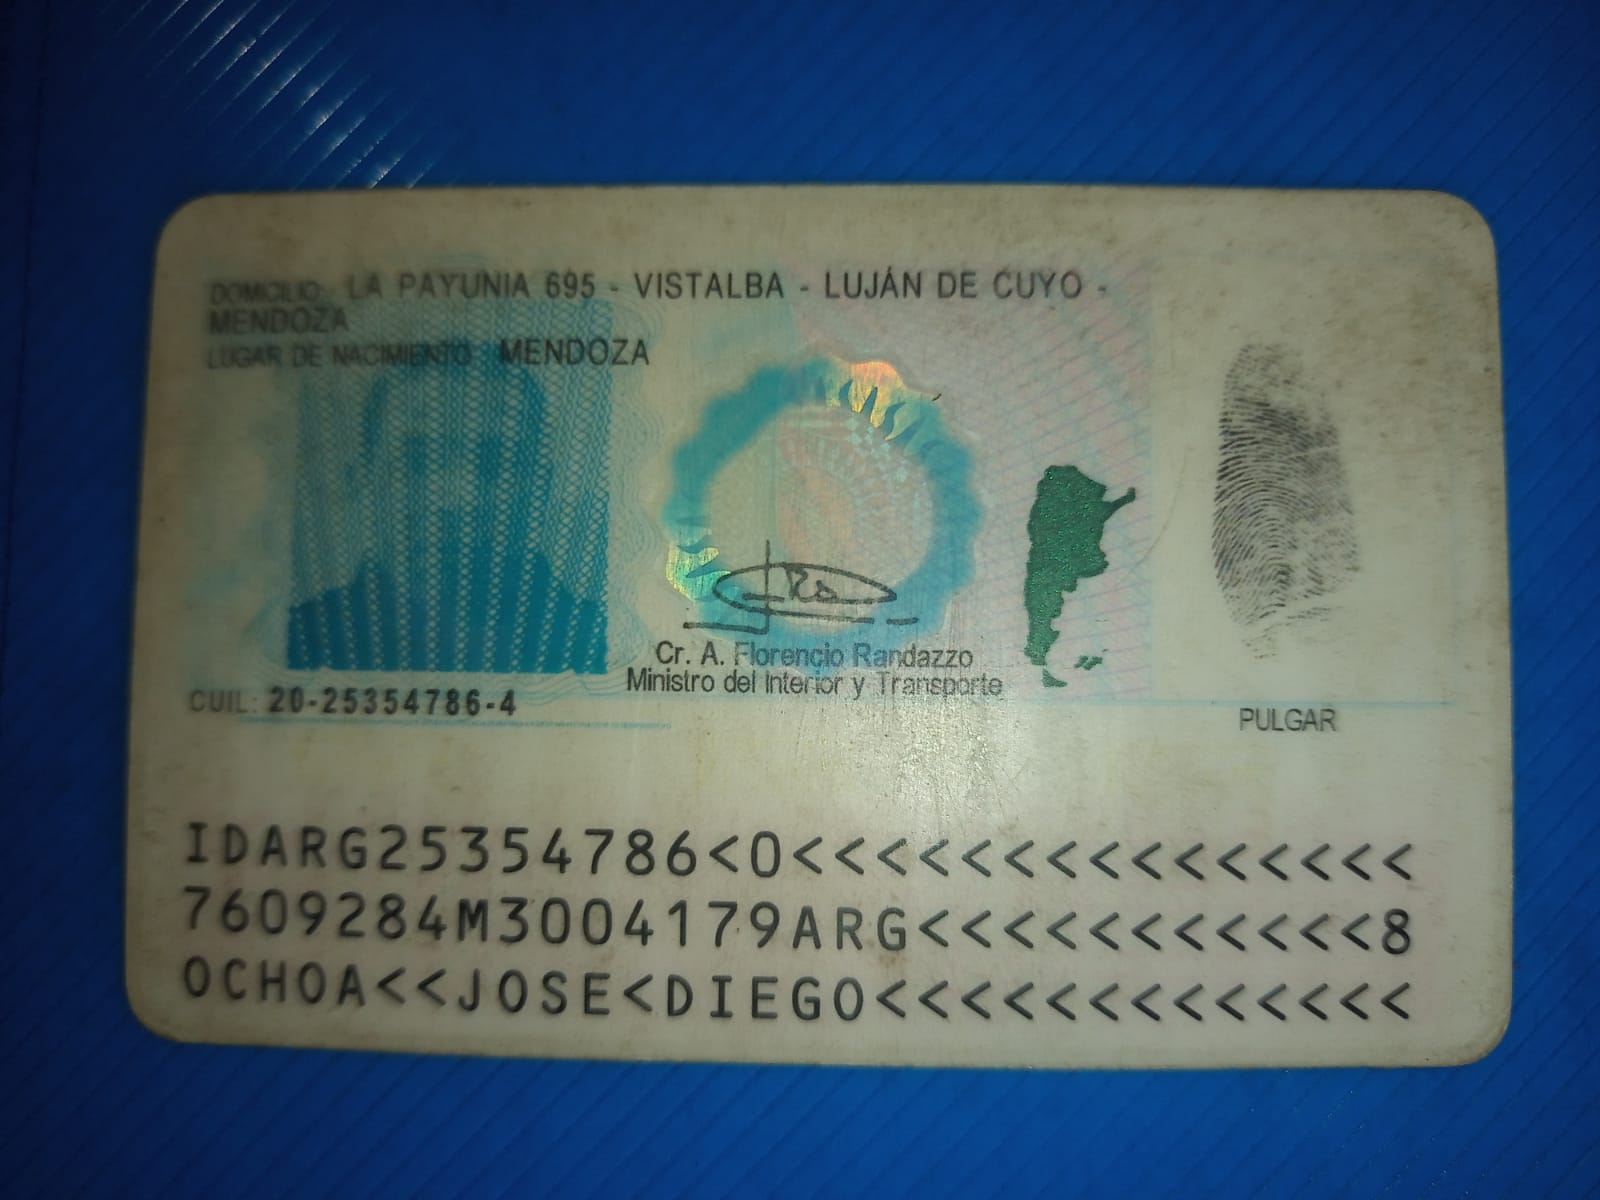 DOMICILIO: LA PAYUNIA 695 - VISTALBA - LUJÁN DE CUYO -
MENDOZA
LUGAR DE NACIMIENTO: MENDOZA
Cr. A. Florencio Randazzo
Ministro del Interior y Transporte
CUIL: 20-25354786-4
PULGAR
IDARG25354786<0<<<<<<<<<<<<<<<
7609284M3004179ARG<<<<<<<<<<<8
OCHOA<<JOSE<DIEGO<<<<<<<<<<<<<